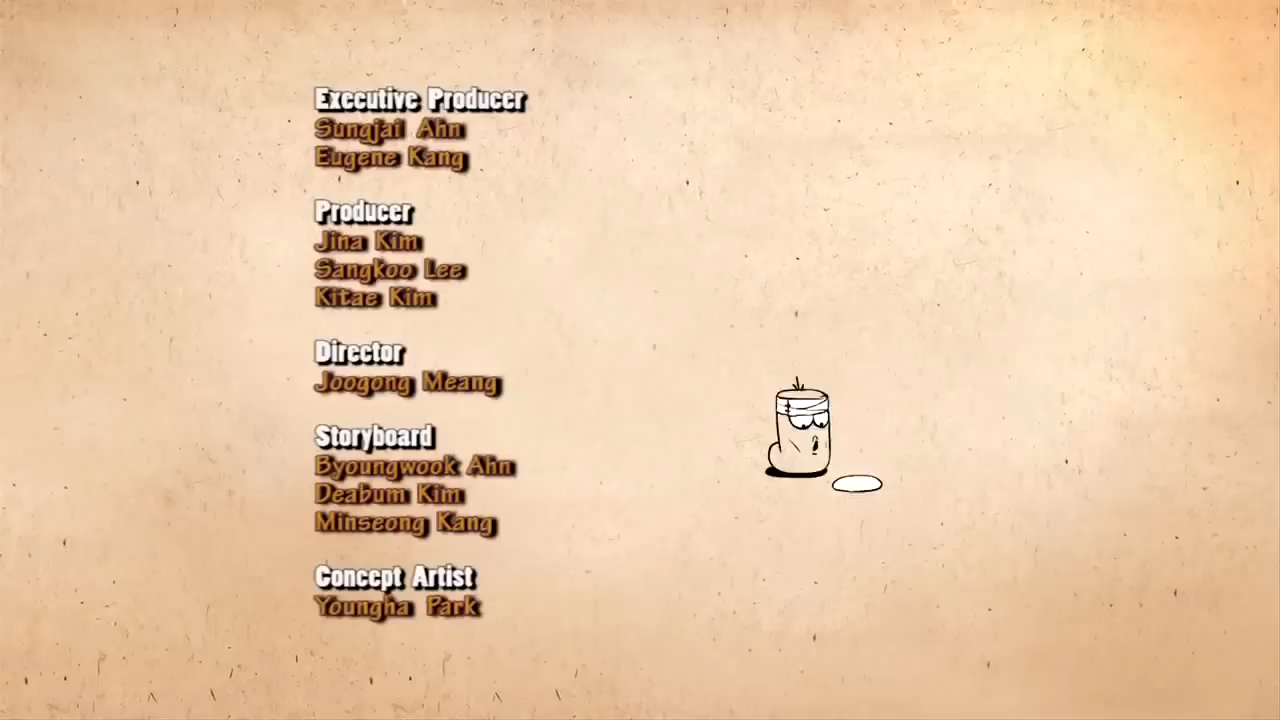 Executive Producer
Sungjai Ahn
Eugene Kang
Producer
Jina Kim
Sangkoo Lee
Kitae Kim
Director
Joogong Meang
Storyboard
Byoungwook Ahn
Deabum Kim
Minseong Kang
Concept Artist
Youngha Park